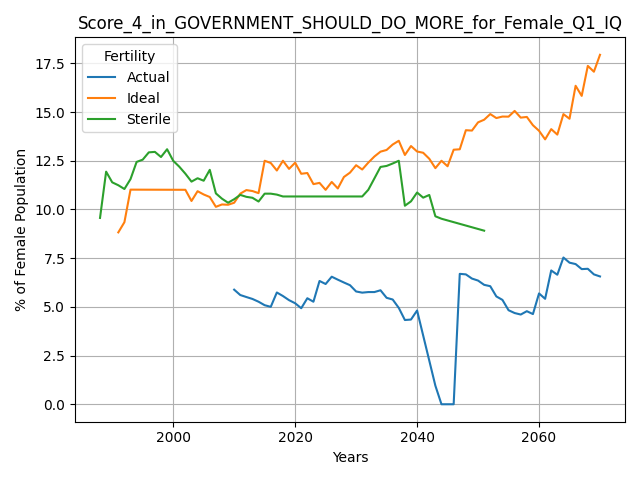 Score_4_in_GOVERNMENT_SHOULD_DO_MORE_for_Female_Q1_IQ
Fertility
Actual
Ideal
Sterile
% of Female Population
17.5
15.0
12.5
10.0
7.5
5.0
2.5
0.0
2000 2020 2040 2060
Years